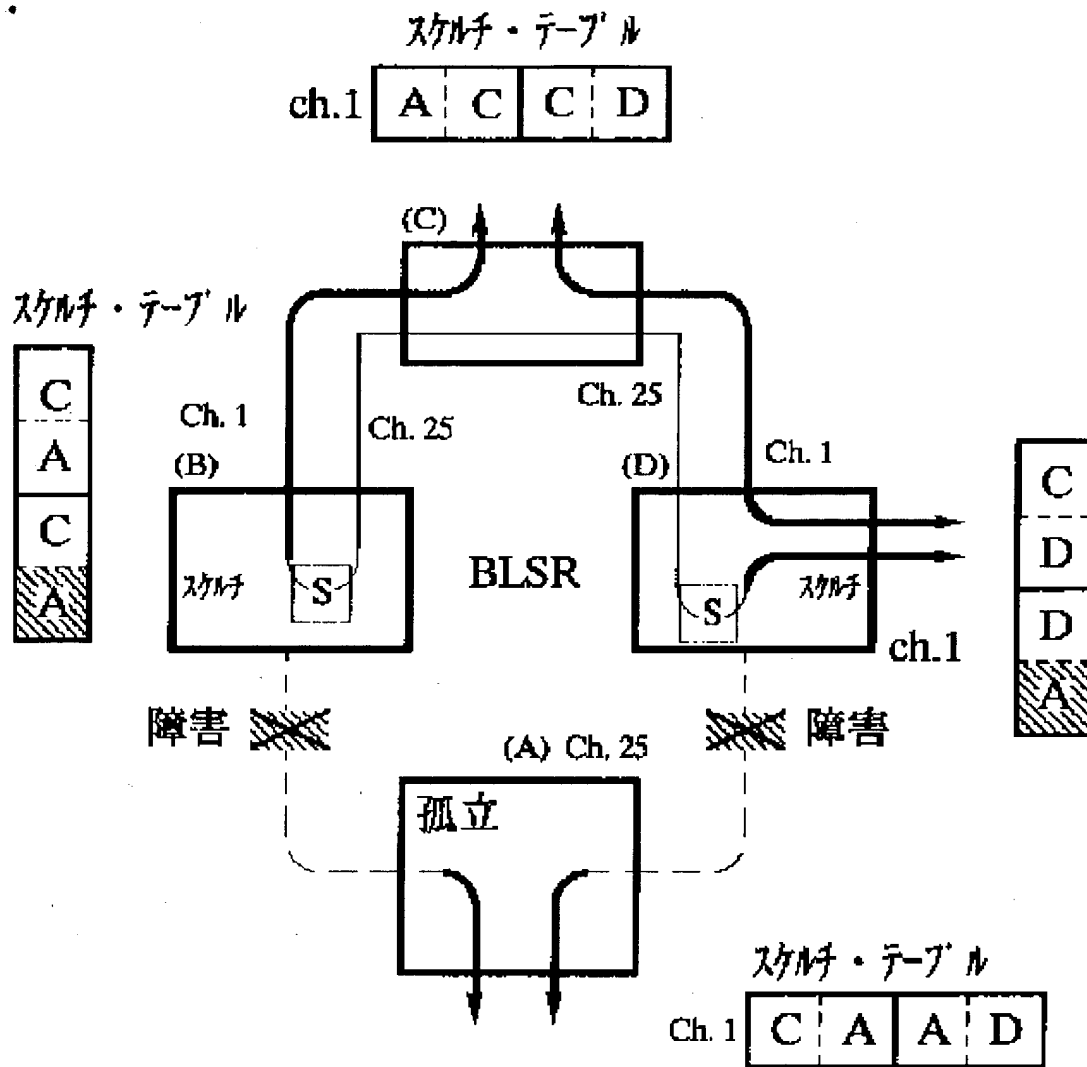 スケルチ・テーブル
ch.1 A C C D
(C)
スケルチ・テーブル
C
A
C
A
Ch. 1
Ch. 25
Ch. 25
Ch. 1
(B)
(D)
スケルチ
S
BLSR
S
スケルチ
ch.1
C
D
D
A
障害
障害
(A) Ch. 25
孤立
スケルチ・テーブル
Ch. 1 C A A D